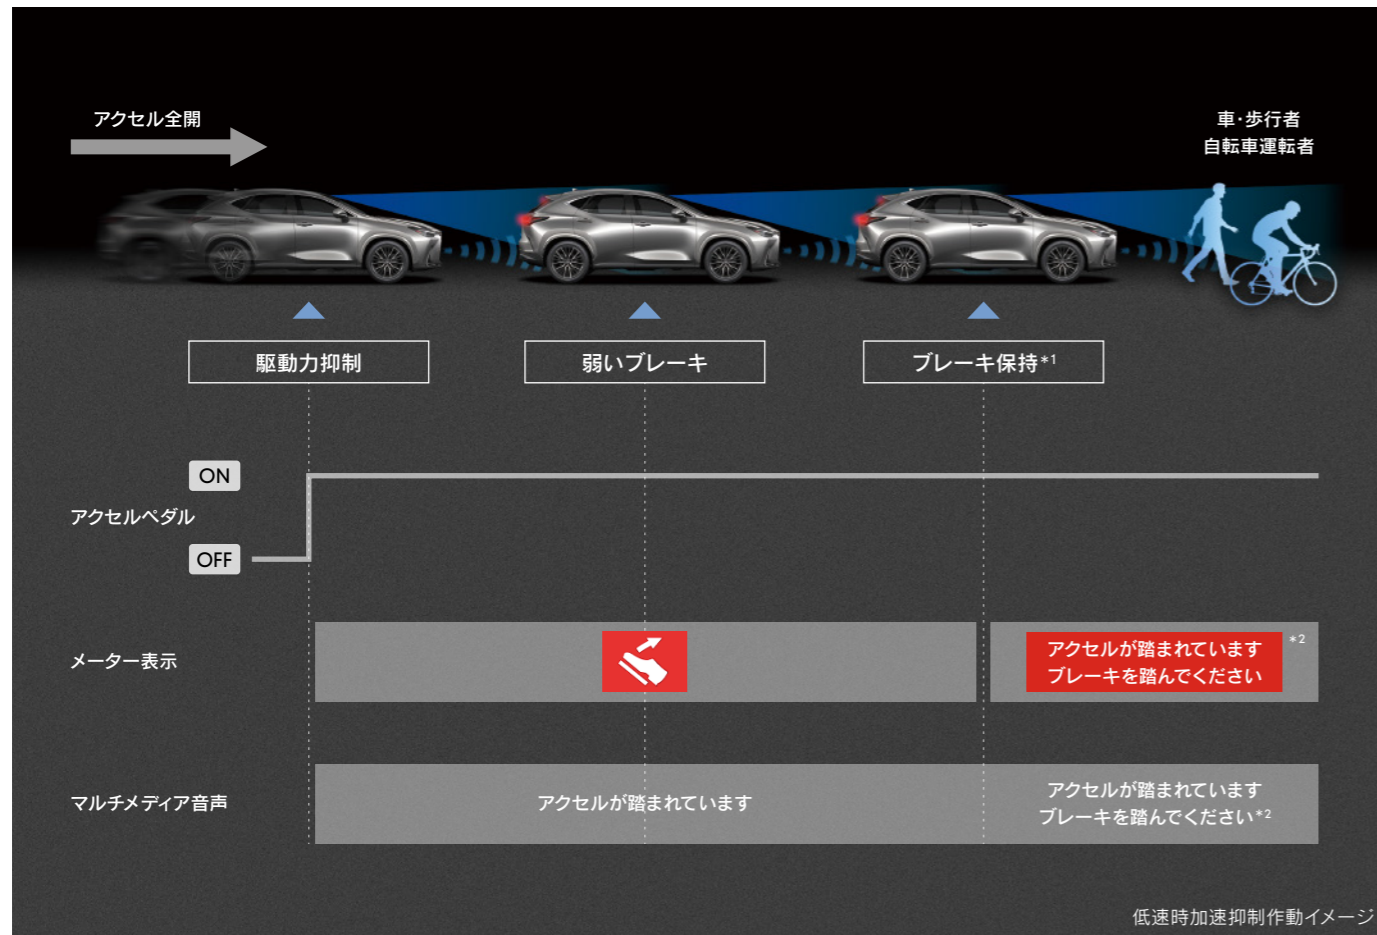 アクセル全開
車・歩行者
自転車運転者
駆動力抑制
弱いブレーキ
ブレーキ保持*1
ON
アクセルペダル
OFF
メーター表示
アクセルが踏まれています
ブレーキを踏んでください
*2
マルチメディア音声
アクセルが踏まれています
アクセルが踏まれています
ブレーキを踏んでください*2
低速時加速抑制作動イメージ